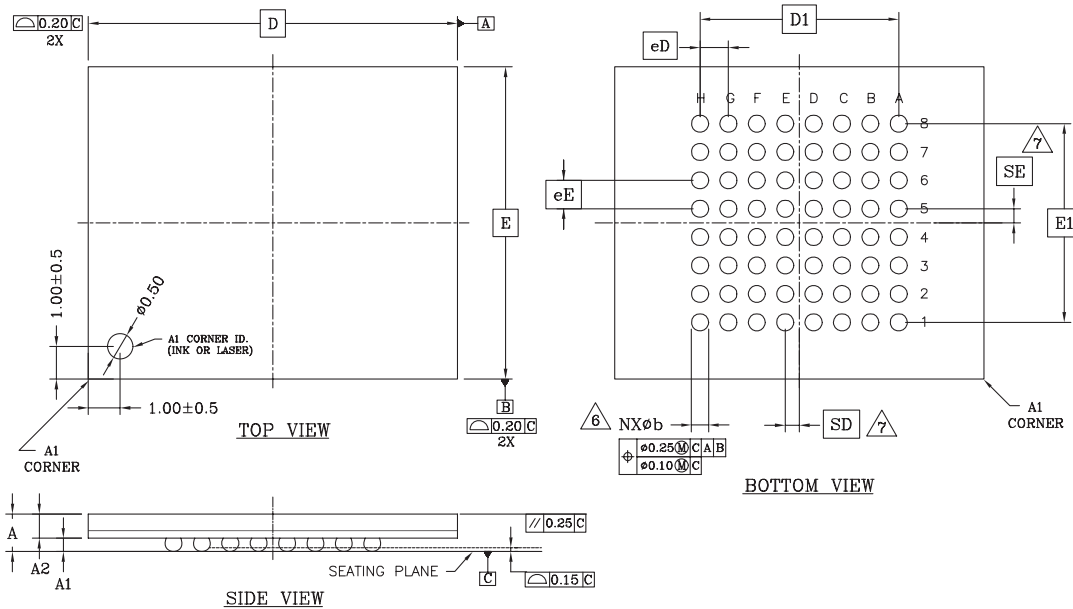 ⌓ 0.20 C
2X
D
A
E
1.00±0.5
ø0.50
A1 CORNER ID.
(INK OR LASER)
1.00±0.5
A1
CORNER
B
⌓ 0.20 C
2X
TOP VIEW
D1
eD
H G F E D C B A
8
7
6
5
4
3
2
1
7
SE
eE
E1
6 NXøb
⌖ ø0.25 Ⓜ C A B
ø0.10 Ⓜ C
SD 7
A1
CORNER
BOTTOM VIEW
A
A2
A1
// 0.25 C
SEATING PLANE
C
⌓ 0.15 C
SIDE VIEW